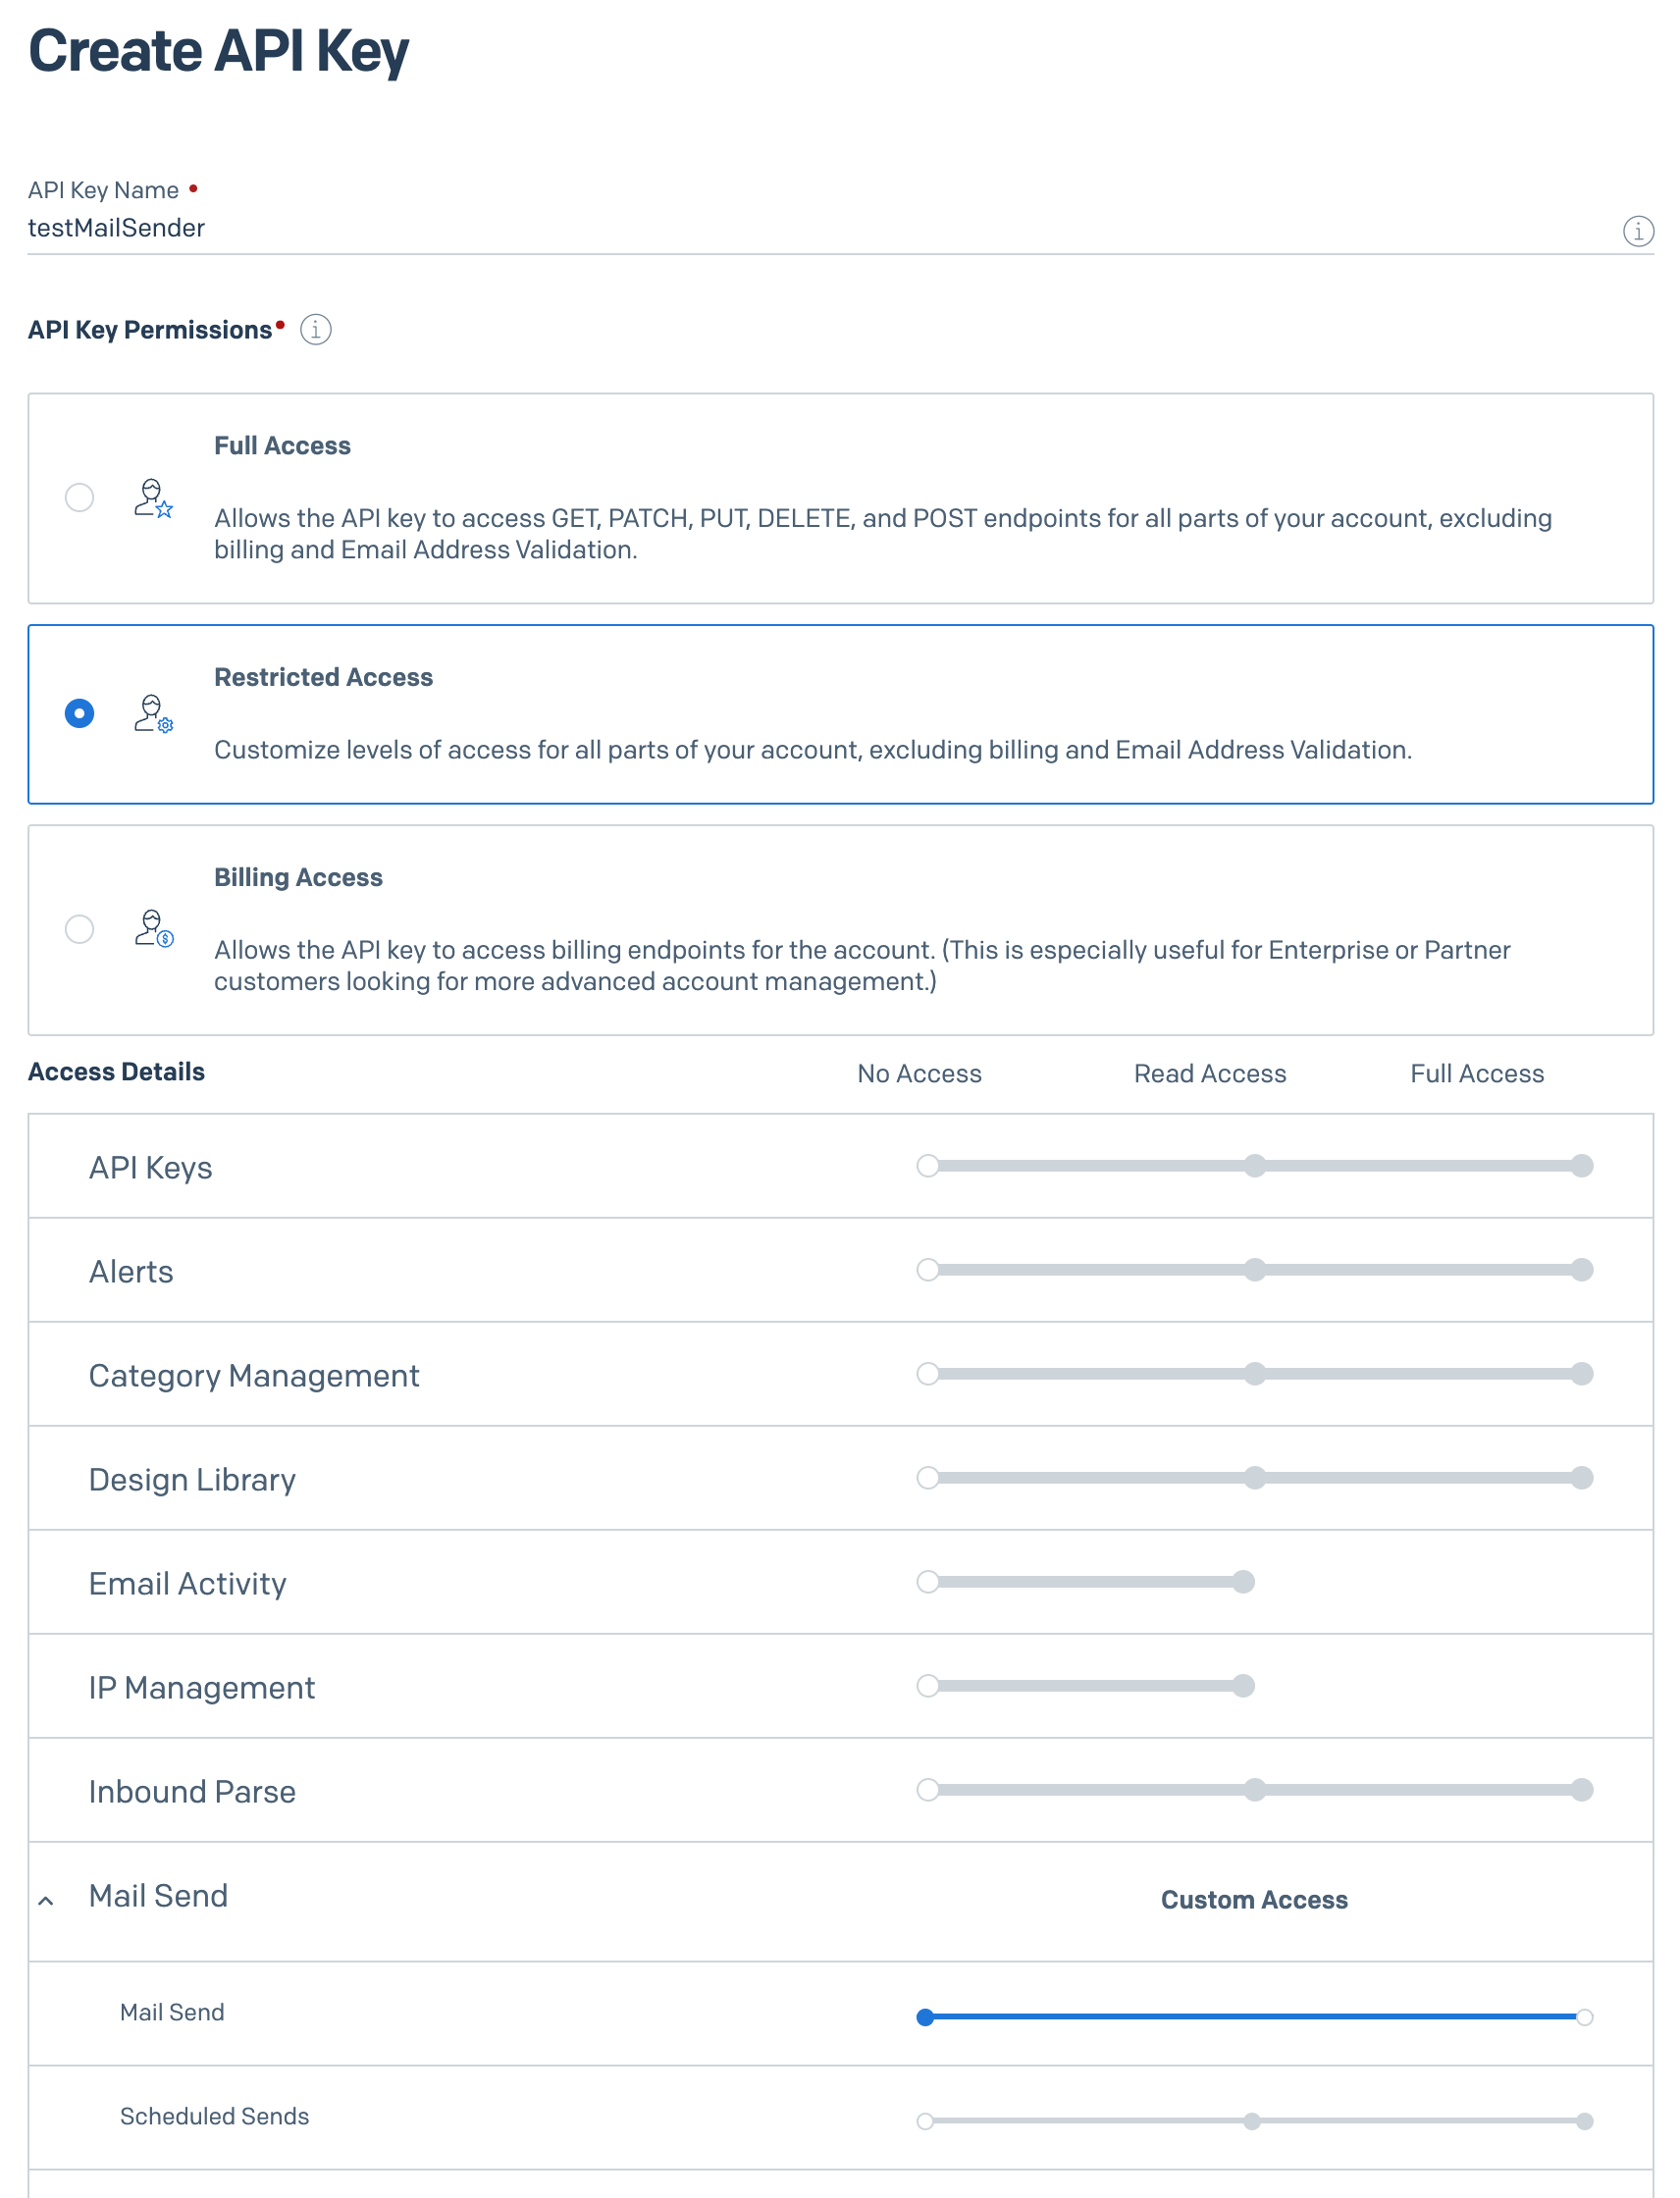 Create API Key
API Key Name
testMailSender
API Key Permissions
Full Access
Allows the API key to access GET, PATCH, PUT, DELETE, and POST endpoints for all parts of your account, excluding
billing and Email Address Validation.
Restricted Access
Customize levels of access for all parts of your account, excluding billing and Email Address Validation.
Billing Access
Allows the API key to access billing endpoints for the account. (This is especially useful for Enterprise or Partner
customers looking for more advanced account management.)
Access Details No Access Read Access Full Access
API Keys
Alerts
Category Management
Design Library
Email Activity
IP Management
Inbound Parse
Mail Send Custom Access
Mail Send
Scheduled Sends